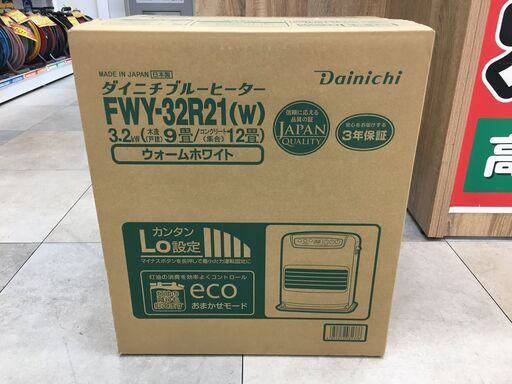 MADE IN JAPAN 日本製
ダイニチブルーヒーター
FWY-32R21(W)
3.2kW(木造(戸建)9畳/コンクリート(集合)12畳)
ウォームホワイト
Dainichi
信頼に応える
品質の証
JAPAN
QUALITY
安心をお届けする
3年保証
カンタン
Lo設定
マイナスボタンを長押しで最小火力運転固定に
灯油の消費を効率よくコントロール
eco
おまかせモード
高